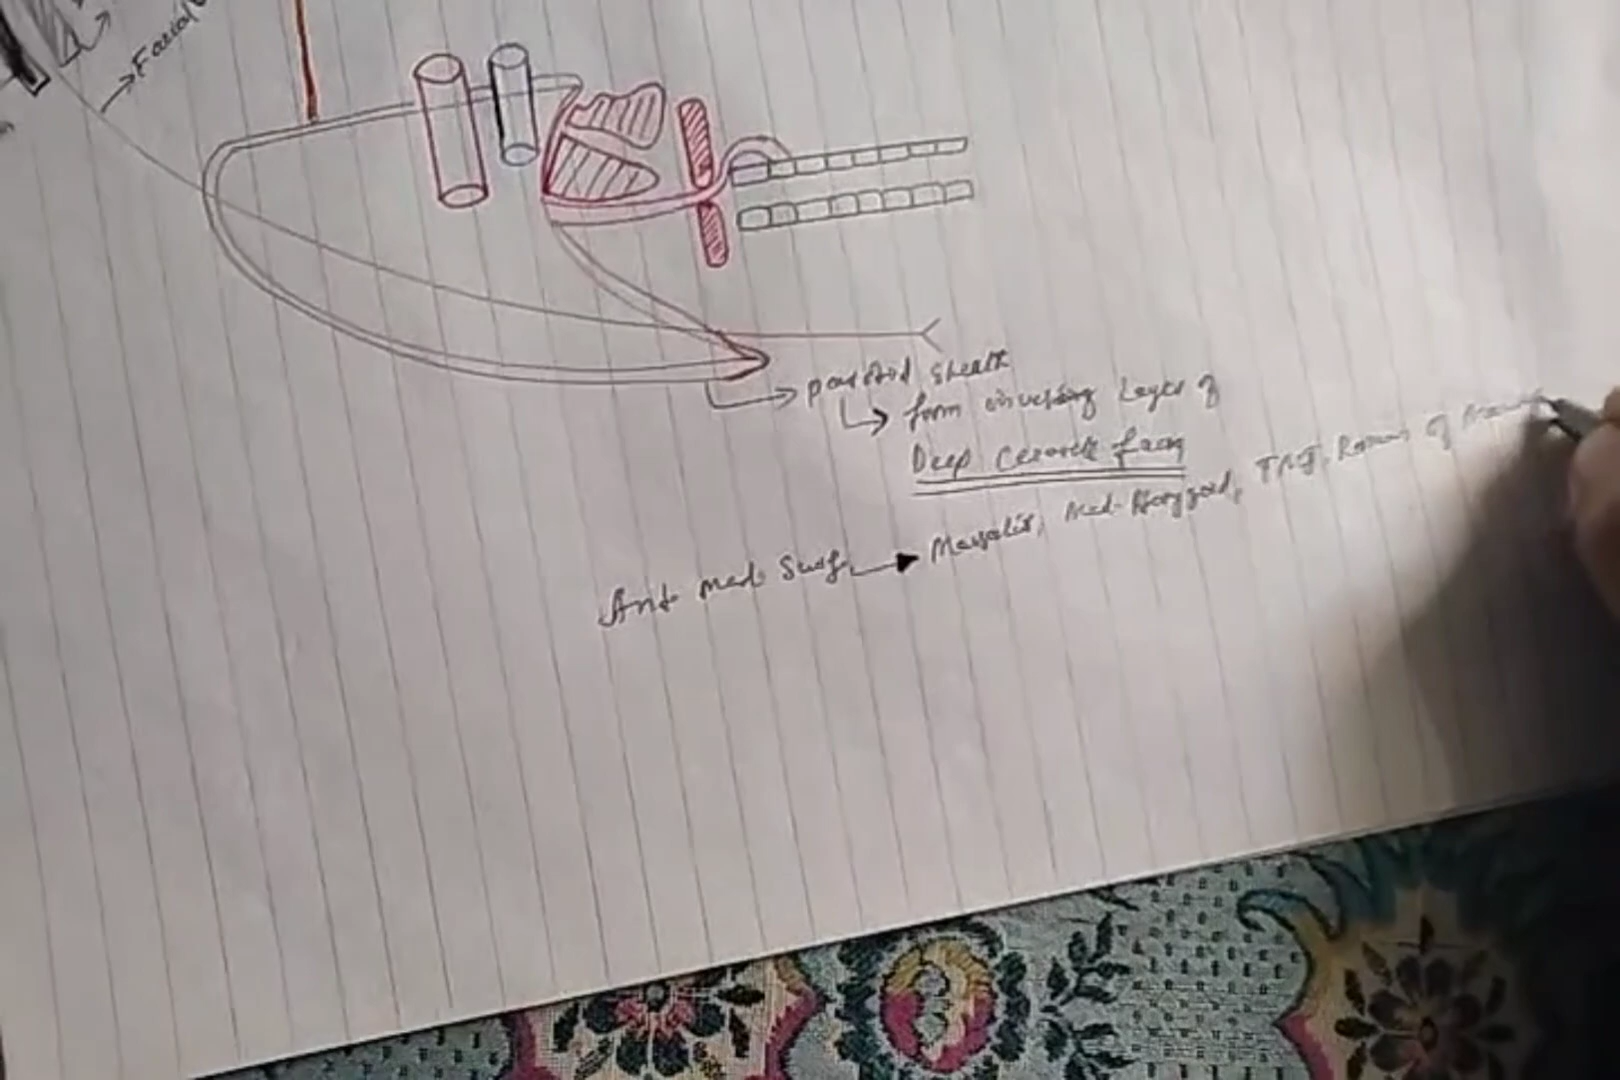 Facial
parotid sheath
form investing Layer of
Deep cervical fascia
Ant. med. Surf. Masseter, Med. Pterygoid, TMJ, Ramus of